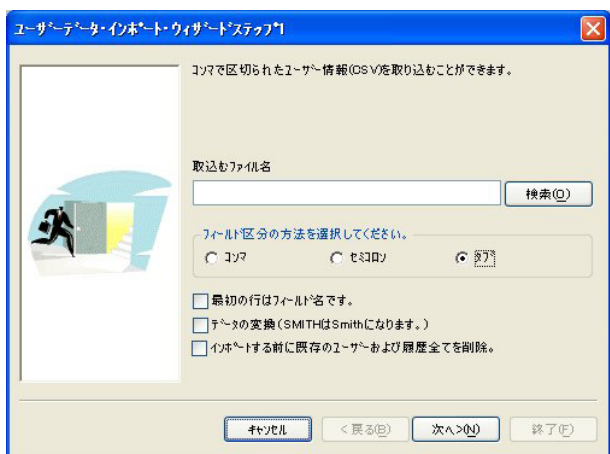 ユーザーデータ・インポート・ウィザードステップ1
コンマで区切られたユーザー情報(CSV)を取り込むことができます。
取込むファイル名
検索(O)
フィールド区分の方法を選択してください。
コンマ セミコロン タブ
最初の行はフィールド名です。
データの変換(SMITHはSmithになります。)
インポートする前に既存のユーザーおよび履歴全てを削除。
キャンセル <戻る(B) 次へ>(N) 終了(F)